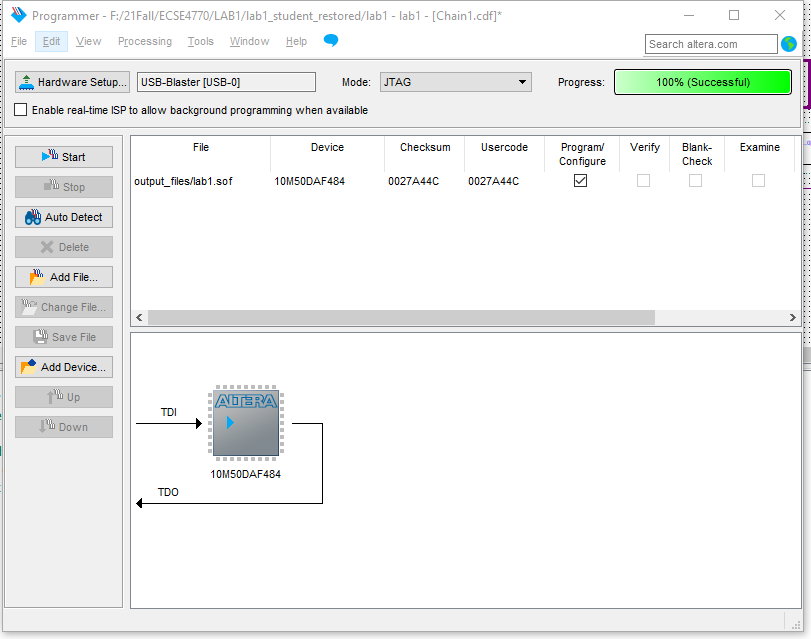 Programmer - F:/21Fall/ECSE4770/LAB1/lab1_student_restored/lab1 - lab1 - [Chain1.cdf]*
File Edit View Processing Tools Window Help
Search altera.com
Hardware Setup... USB-Blaster [USB-0] Mode: JTAG Progress: 100% (Successful)
Enable real-time ISP to allow background programming when available
Start
Stop
Auto Detect
Delete
Add File...
Change File...
Save File
Add Device...
Up
Down
File Device Checksum Usercode Program/ Verify Blank- Examine
Configure Check
output_files/lab1.sof 10M50DAF484 0027A44C 0027A44C
TDI
ALTERA
10M50DAF484
TDO